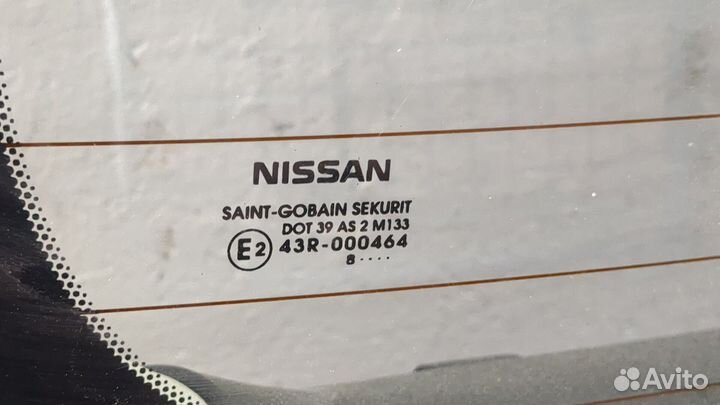 NISSAN
SAINT-GOBAIN SEKURIT
DOT 39 AS 2 M133
E2 43R-000464
8 ····
Avito